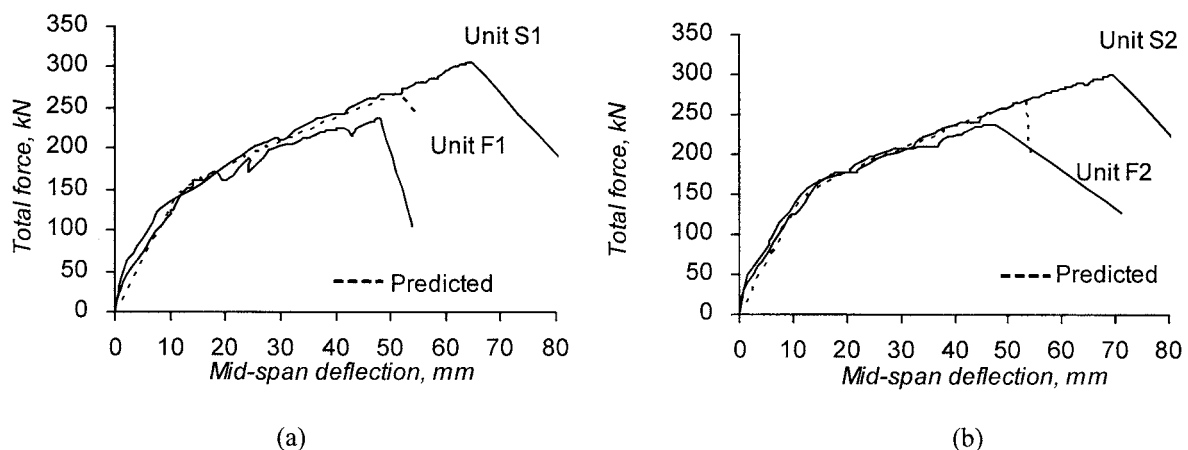 350
300
250
200
150
100
50
0
Total force, kN
Unit S1
Unit F1
Predicted
0 10 20 30 40 50 60 70 80
Mid-span deflection, mm
(a)
350
300
250
200
150
100
50
0
Total force, kN
Unit S2
Unit F2
Predicted
0 10 20 30 40 50 60 70 80
Mid-span deflection, mm
(b)